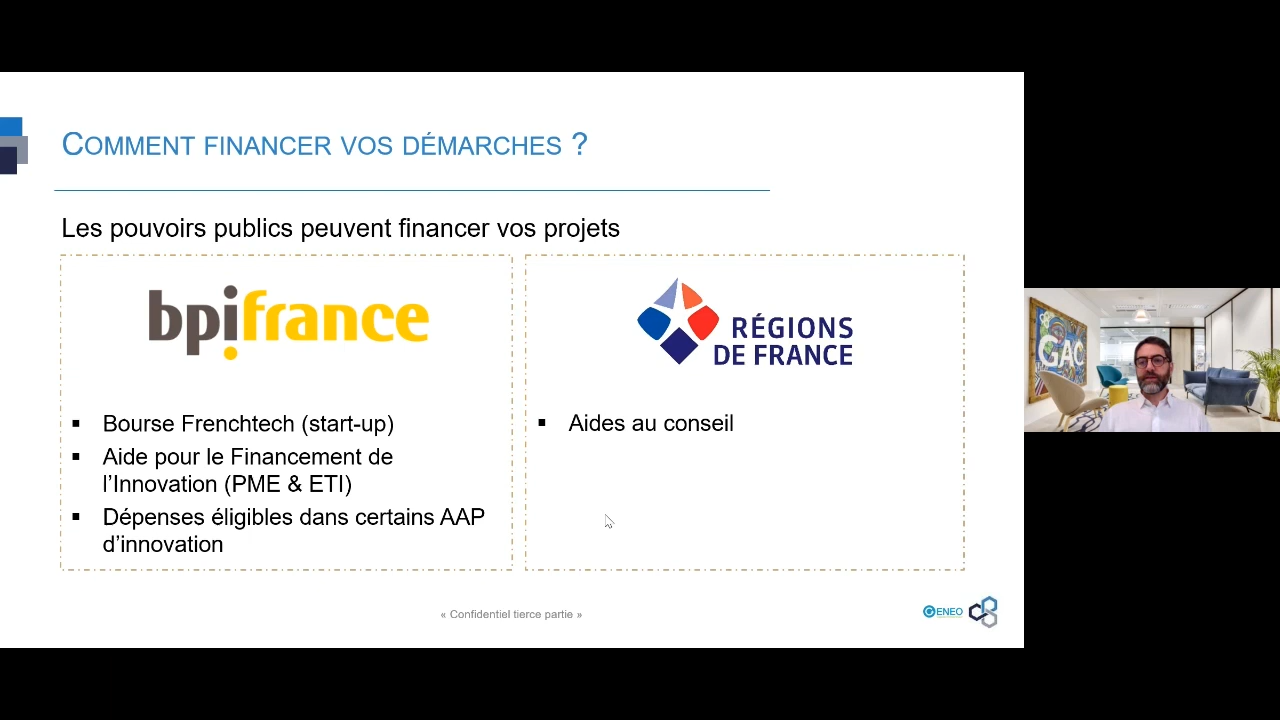 COMMENT FINANCER VOS DÉMARCHES ?
Les pouvoirs publics peuvent financer vos projets
bpifrance
▪ Bourse Frenchtech (start-up)
▪ Aide pour le Financement de
l’Innovation (PME & ETI)
▪ Dépenses éligibles dans certains AAP
d’innovation
RÉGIONS
DE FRANCE
▪ Aides au conseil
« Confidentiel tierce partie »
GENEO
GAC